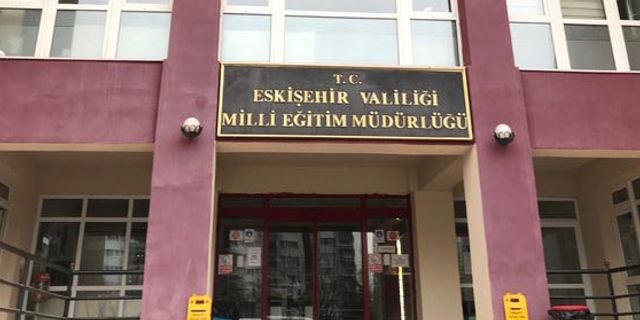 T. C.
ESKİŞEHİR VALİLİĞİ
MİLLİ EĞİTİM MÜDÜRLÜĞÜ